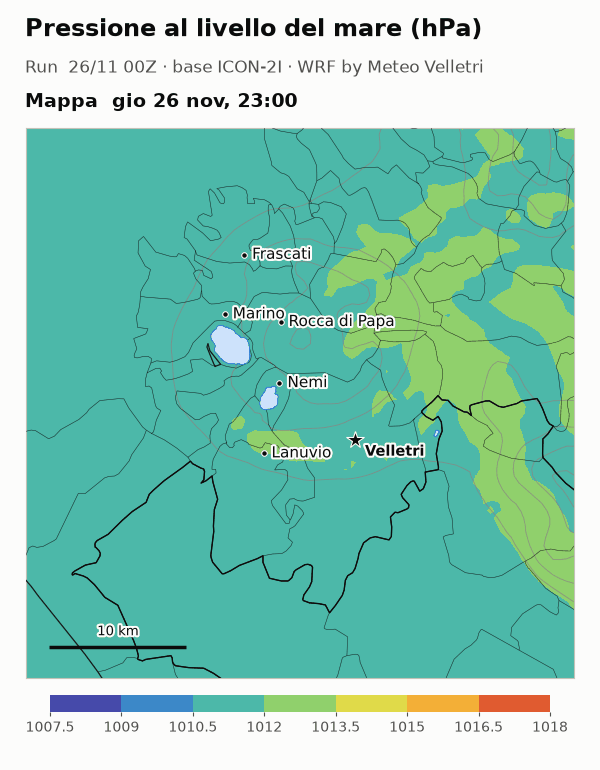 Pressione al livello del mare (hPa)
Run  26/11 00Z · base ICON-2I · WRF by Meteo Velletri
Mappa  gio 26 nov, 23:00
Frascati
Marino
Rocca di Papa
Nemi
Velletri
Lanuvio
10 km
1007.5 1009 1010.5 1012 1013.5 1015 1016.5 1018